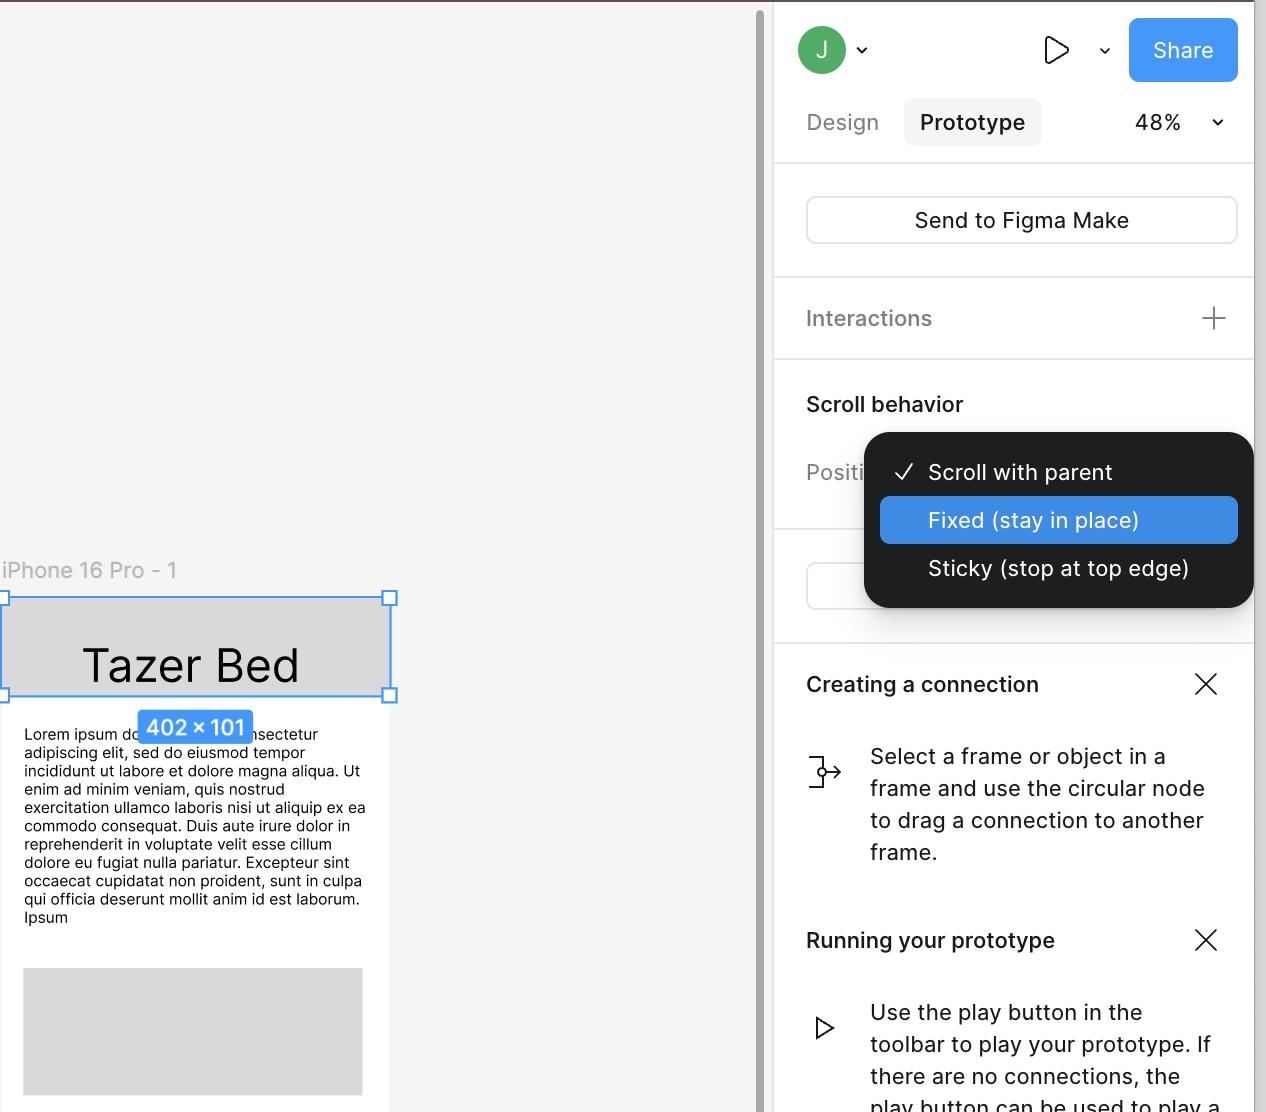 J
Share
Design
Prototype
48%
Send to Figma Make
Interactions
Scroll behavior
Positi
Scroll with parent
Fixed (stay in place)
Sticky (stop at top edge)
iPhone 16 Pro - 1
Tazer Bed
402 × 101
Lorem ipsum do nsectetur
adipiscing elit, sed do eiusmod tempor
incididunt ut labore et dolore magna aliqua. Ut
enim ad minim veniam, quis nostrud
exercitation ullamco laboris nisi ut aliquip ex ea
commodo consequat. Duis aute irure dolor in
reprehenderit in voluptate velit esse cillum
dolore eu fugiat nulla pariatur. Excepteur sint
occaecat cupidatat non proident, sunt in culpa
qui officia deserunt mollit anim id est laborum.
Ipsum
Creating a connection
Select a frame or object in a
frame and use the circular node
to drag a connection to another
frame.
Running your prototype
Use the play button in the
toolbar to play your prototype. If
there are no connections, the
play button can be used to play a